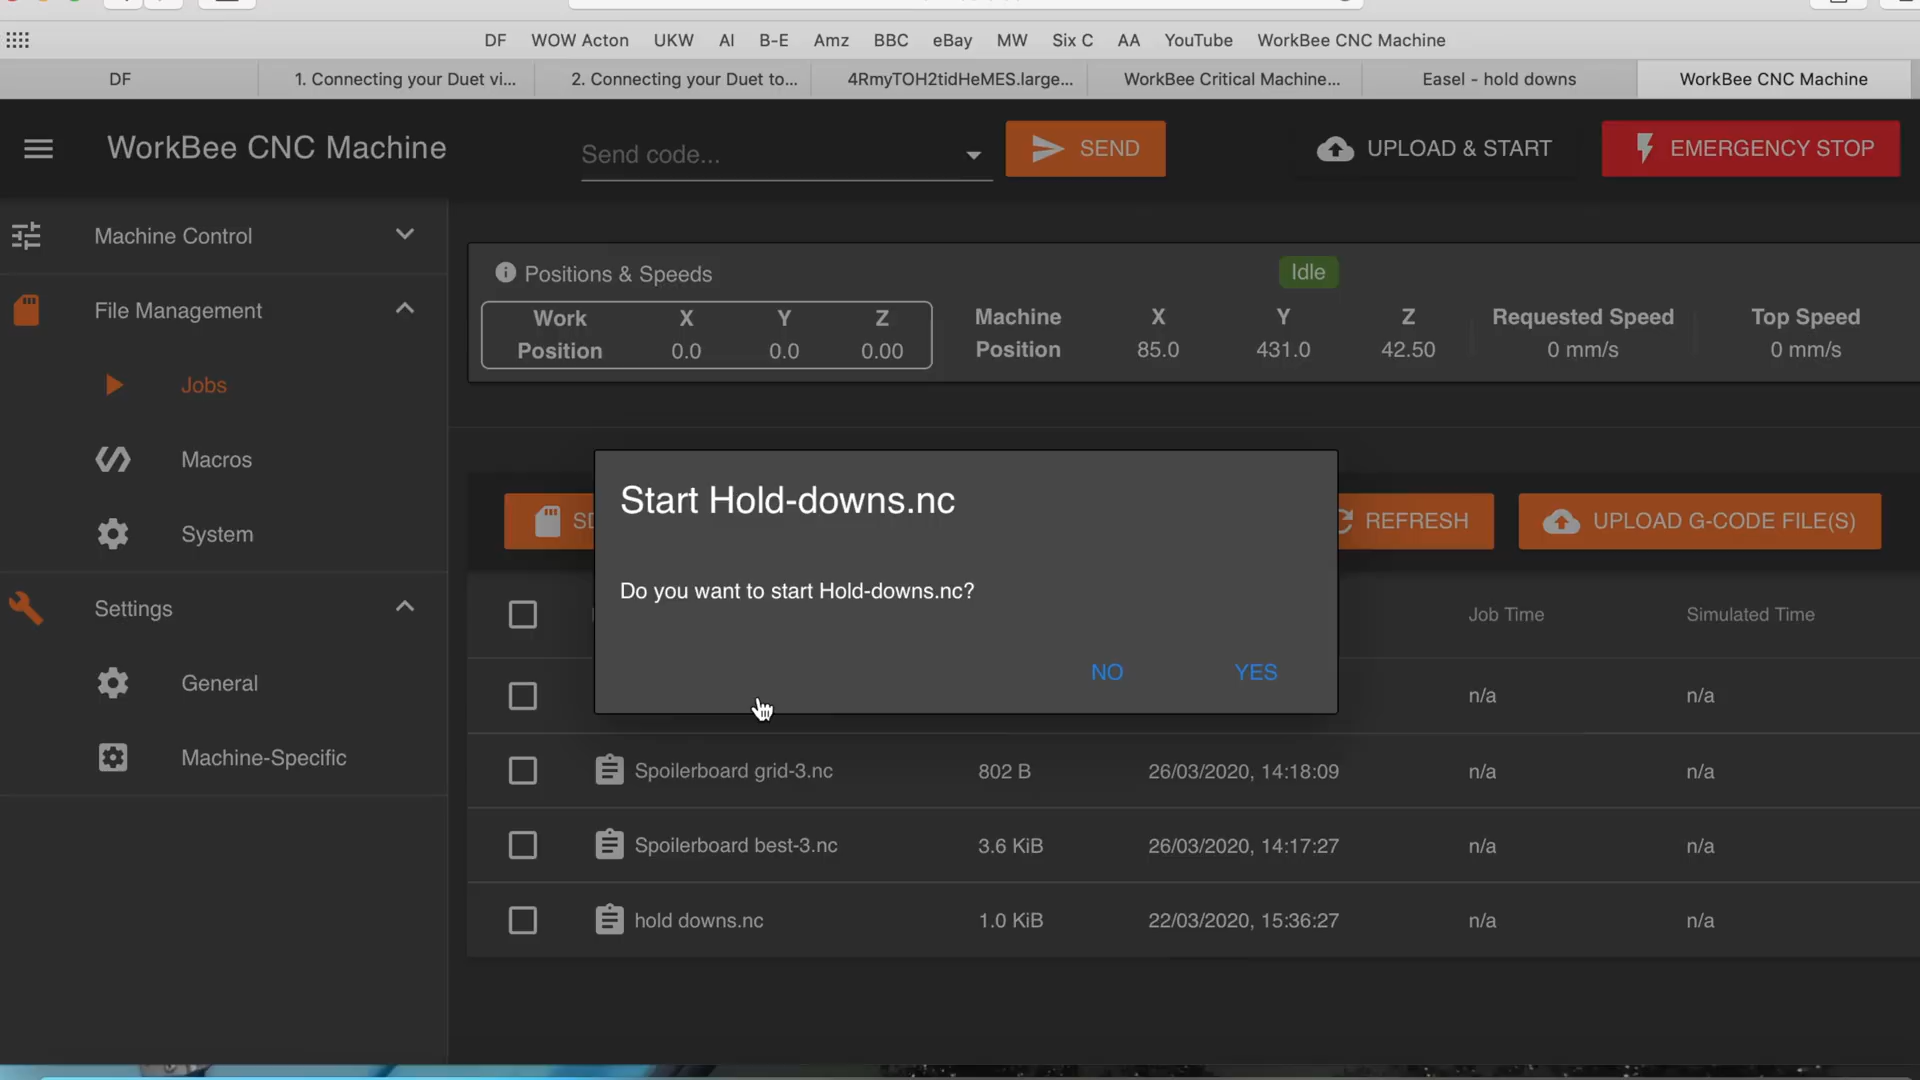 DF WOW Acton UKW AI B-E Amz BBC eBay MW Six C AA YouTube WorkBee CNC Machine
DF 1. Connecting your Duet vi... 2. Connecting your Duet to... 4RmyTOH2tidHeMES.large... WorkBee Critical Machine... Easel - hold downs WorkBee CNC Machine
WorkBee CNC Machine Send code... SEND UPLOAD & START EMERGENCY STOP
Machine Control
File Management
Jobs
Macros
System
Settings
General
Machine-Specific
Positions & Speeds Idle
Work X Y Z Machine X Y Z Requested Speed Top Speed
Position 0.0 0.0 0.00 Position 85.0 431.0 42.50 0 mm/s 0 mm/s
REFRESH UPLOAD G-CODE FILE(S)
Start Hold-downs.nc
Do you want to start Hold-downs.nc?
NO YES
Job Time Simulated Time
n/a n/a
Spoilerboard grid-3.nc 802 B 26/03/2020, 14:18:09 n/a n/a
Spoilerboard best-3.nc 3.6 KiB 26/03/2020, 14:17:27 n/a n/a
hold downs.nc 1.0 KiB 22/03/2020, 15:36:27 n/a n/a